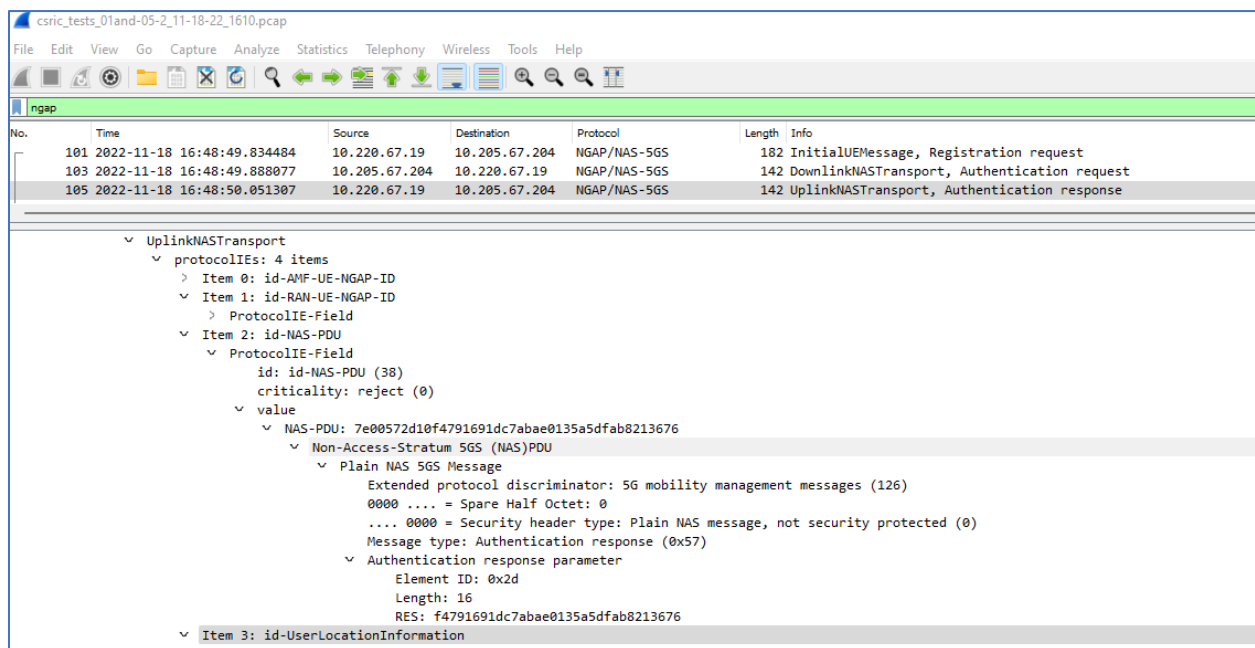 csric_tests_01and-05-2_11-18-22_1610.pcap
File Edit View Go Capture Analyze Statistics Telephony Wireless Tools Help
ngap
No. Time Source Destination Protocol Length Info
101 2022-11-18 16:48:49.834484 10.220.67.19 10.205.67.204 NGAP/NAS-5GS 182 InitialUEMessage, Registration request
103 2022-11-18 16:48:49.888077 10.205.67.204 10.220.67.19 NGAP/NAS-5GS 142 DownlinkNASTransport, Authentication request
105 2022-11-18 16:48:50.051307 10.220.67.19 10.205.67.204 NGAP/NAS-5GS 142 UplinkNASTransport, Authentication response
UplinkNASTransport
protocolIEs: 4 items
Item 0: id-AMF-UE-NGAP-ID
Item 1: id-RAN-UE-NGAP-ID
ProtocolIE-Field
Item 2: id-NAS-PDU
ProtocolIE-Field
id: id-NAS-PDU (38)
criticality: reject (0)
value
NAS-PDU: 7e00572d10f4791691dc7abae0135a5dfab8213676
Non-Access-Stratum 5GS (NAS)PDU
Plain NAS 5GS Message
Extended protocol discriminator: 5G mobility management messages (126)
0000 .... = Spare Half Octet: 0
.... 0000 = Security header type: Plain NAS message, not security protected (0)
Message type: Authentication response (0x57)
Authentication response parameter
Element ID: 0x2d
Length: 16
RES: f4791691dc7abae0135a5dfab8213676
Item 3: id-UserLocationInformation